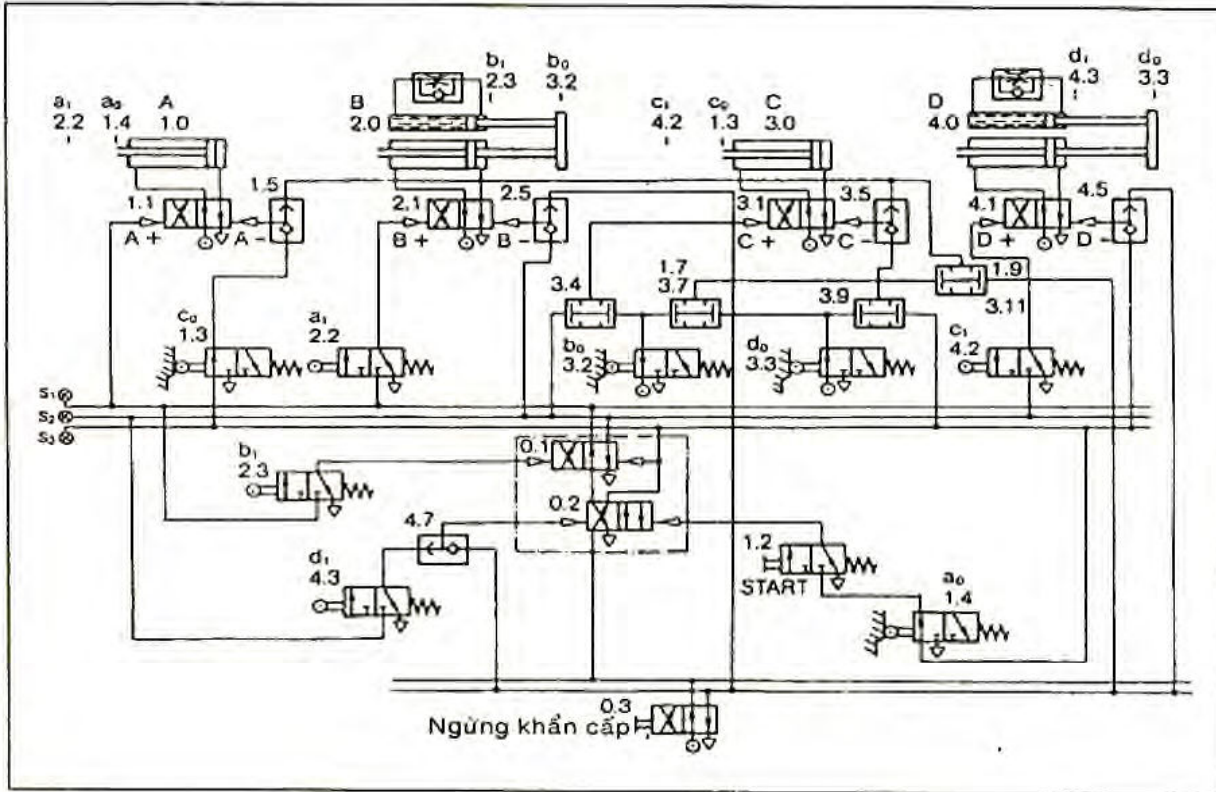 b₁ b₀ d₁ d₀
2.3 3.2 4.3 3.3
a₁ a₀ A B c₁ c₀ C D
2.2 1.4 1.0 2.0 4.2 1.3 3.0 4.0
1.5 2.5 3.5 4.5
1.1 2.1 3.1 4.1
A+ A- B+ B- C+ C- D+ D-
3.4 1.7 3.7 3.9 1.9 3.11
c₀ a₁ b₀ d₀ c₁
1.3 2.2 3.2 3.3 4.2
S₁
S₂
S₃
b₁ 0.1
2.3
4.7 0.2
d₁ 1.2
4.3 START a₀
1.4
0.3
Ngừng khẩn cấp